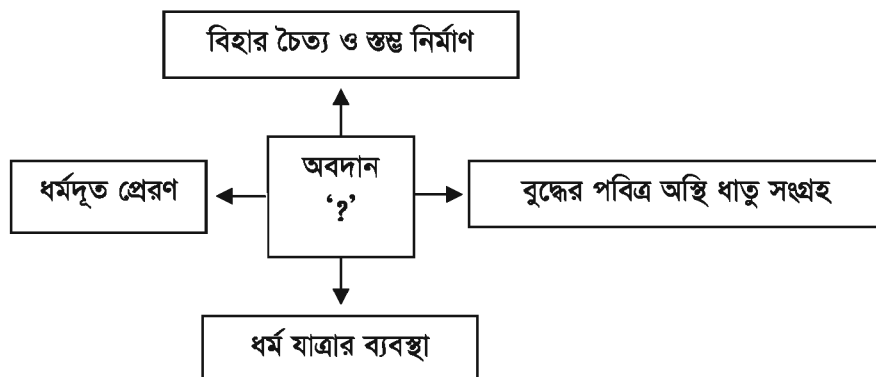 বিহার চৈত্য ও স্তম্ভ নির্মাণ
অবদান
‘?’
ধর্মদূত প্রেরণ
বুদ্ধের পবিত্র অস্থি ধাতু সংগ্রহ
ধর্ম যাত্রার ব্যবস্থা